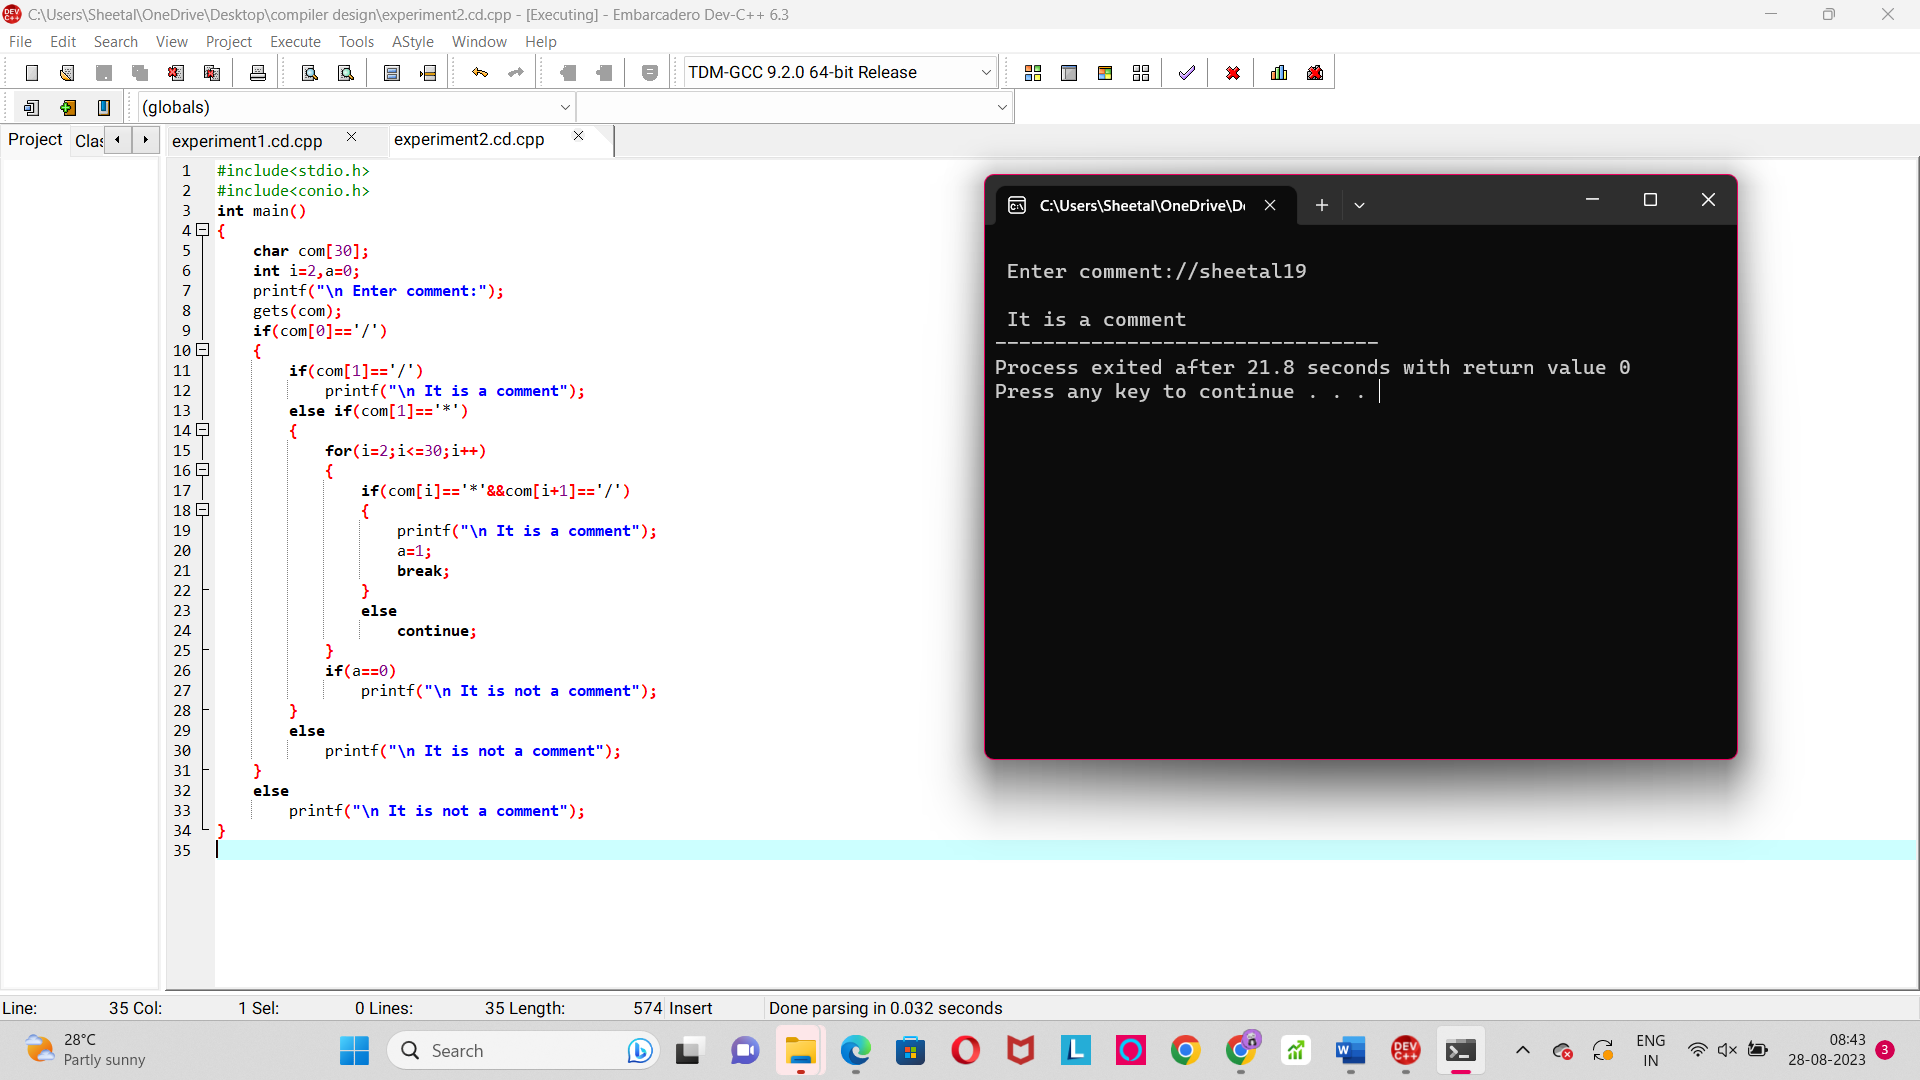 C:\Users\Sheetal\OneDrive\Desktop\compiler design\experiment2.cd.cpp - [Executing] - Embarcadero Dev-C++ 6.3
File Edit Search View Project Execute Tools AStyle Window Help
TDM-GCC 9.2.0 64-bit Release
(globals)
Project Clas experiment1.cd.cpp experiment2.cd.cpp
1 #include<stdio.h>
2 #include<conio.h>
3 int main()
4 {
5 char com[30];
6 int i=2,a=0;
7 printf("\n Enter comment:");
8 gets(com);
9 if(com[0]=='/')
10 {
11 if(com[1]=='/')
12 printf("\n It is a comment");
13 else if(com[1]=='*')
14 {
15 for(i=2;i<=30;i++)
16 {
17 if(com[i]=='*'&&com[i+1]=='/')
18 {
19 printf("\n It is a comment");
20 a=1;
21 break;
22 }
23 else
24 continue;
25 }
26 if(a==0)
27 printf("\n It is not a comment");
28 }
29 else
30 printf("\n It is not a comment");
31 }
32 else
33 printf("\n It is not a comment");
34 }
35
C:\Users\Sheetal\OneDrive\De
Enter comment://sheetal19
It is a comment
--------------------------------
Process exited after 21.8 seconds with return value 0
Press any key to continue . . .
Line: 35 Col: 1 Sel: 0 Lines: 35 Length: 574 Insert Done parsing in 0.032 seconds
28°C
Partly sunny
Search
DEV C++
ENG
IN
08:43
28-08-2023
3